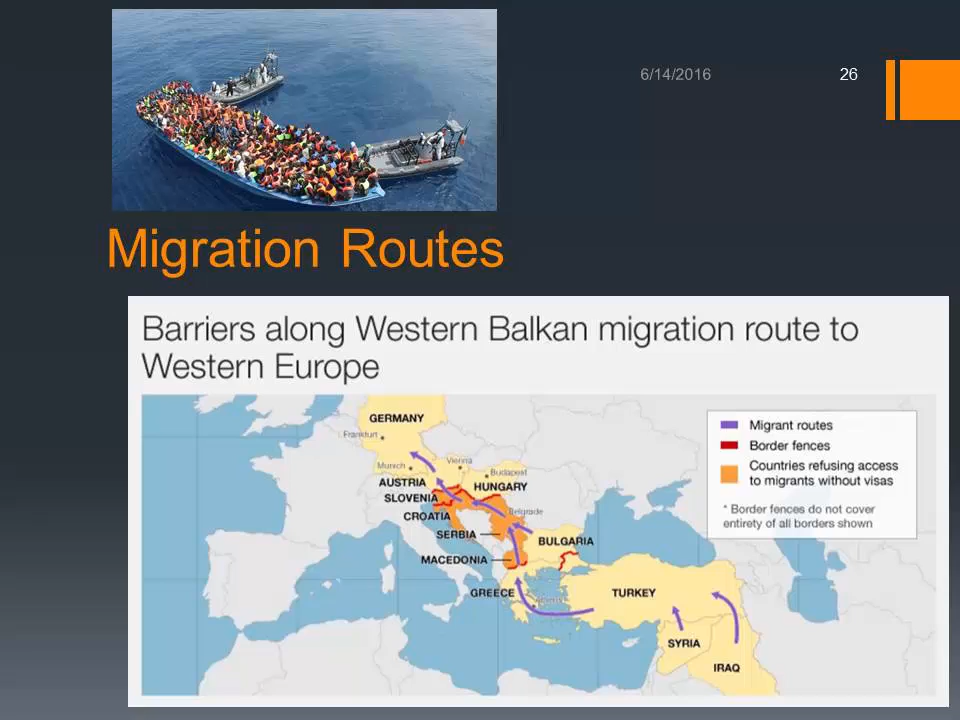 6/14/2016
26
Migration Routes
Barriers along Western Balkan migration route to
Western Europe
GERMANY
Frankfurt
Munich
Vienna
Budapest
AUSTRIA
HUNGARY
SLOVENIA
CROATIA
Belgrade
SERBIA
BULGARIA
MACEDONIA
GREECE
Athens
TURKEY
SYRIA
IRAQ
Migrant routes
Border fences
Countries refusing access
to migrants without visas
* Border fences do not cover
entirety of all borders shown